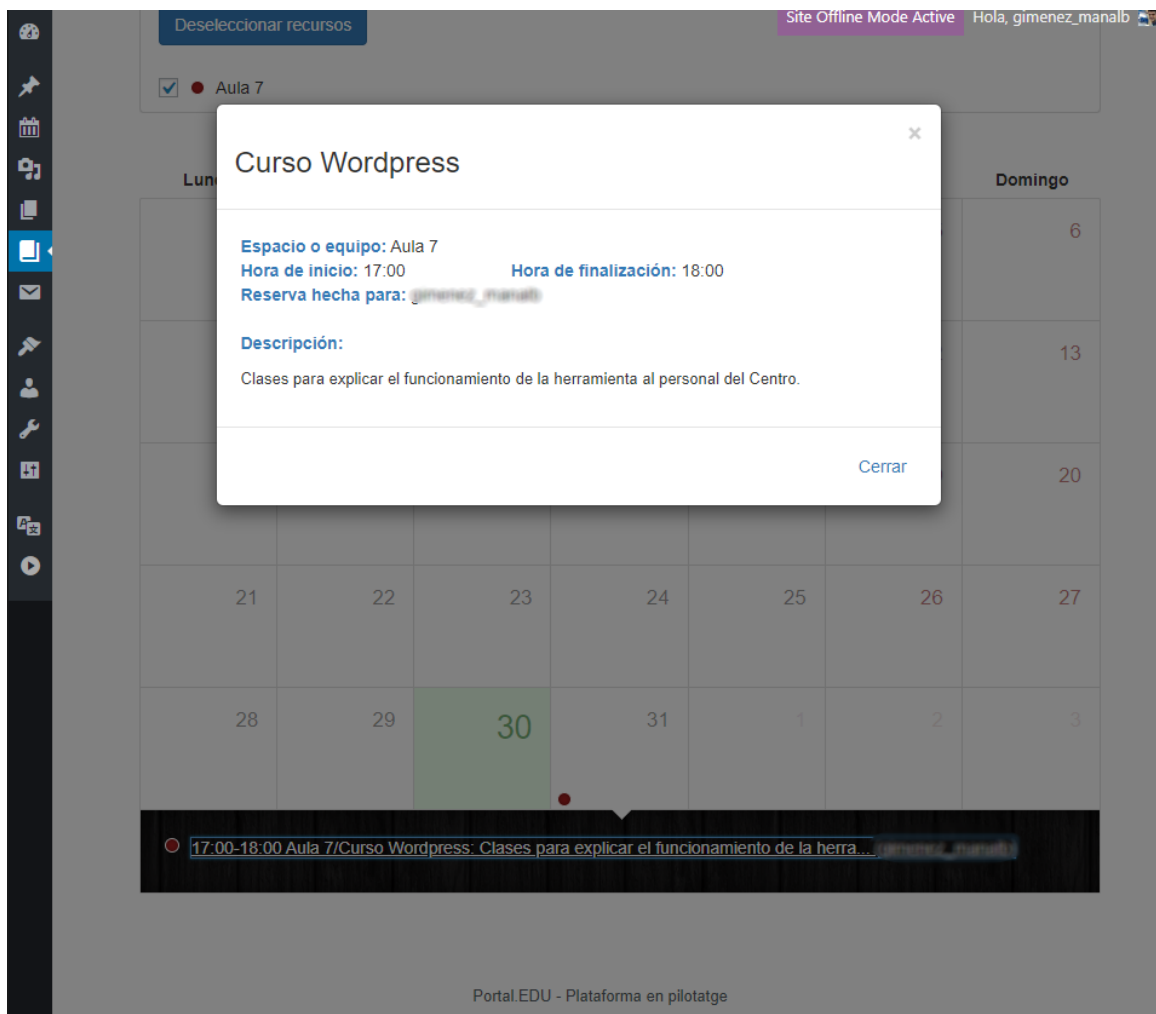 Deseleccionar recursos
Site Offline Mode Active Hola, gimenez_manalb
Aula 7
×
Curso Wordpress
Lun
Domingo
6
Espacio o equipo: Aula 7
Hora de inicio: 17:00 Hora de finalización: 18:00
Reserva hecha para: gimenez_manalb
Descripción:
13
Clases para explicar el funcionamiento de la herramienta al personal del Centro.
Cerrar
20
21 22 23 24 25 26 27
28 29 30 31 1 2 3
17:00-18:00 Aula 7/Curso Wordpress: Clases para explicar el funcionamiento de la herra...
Portal.EDU - Plataforma en pilotatge